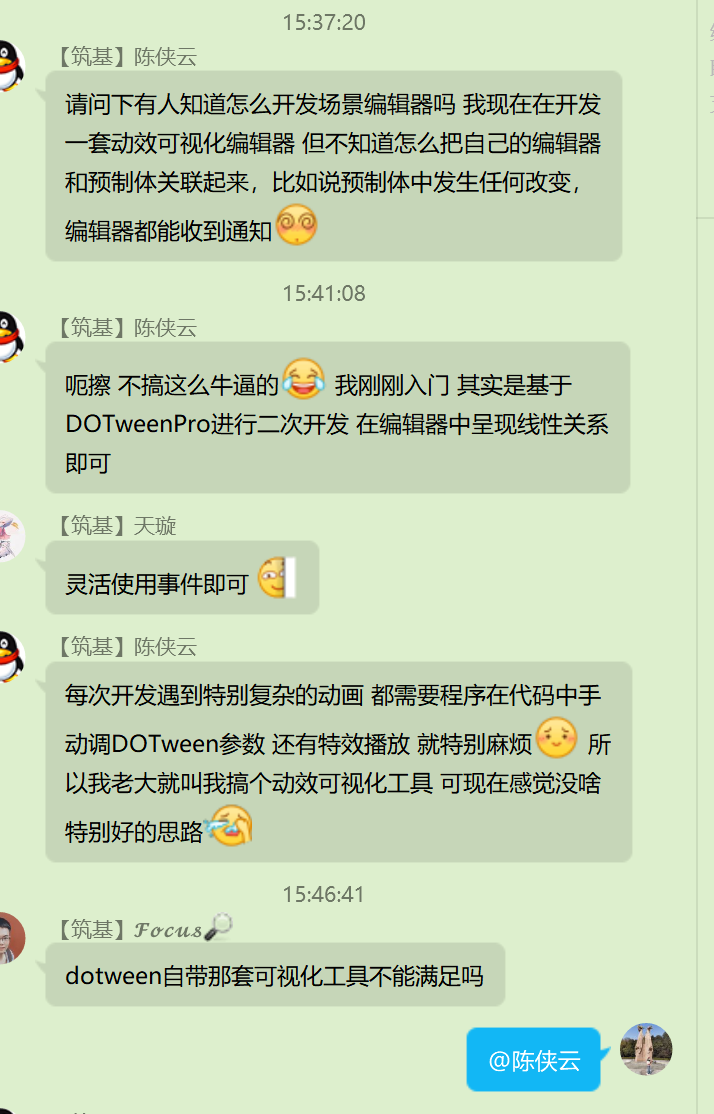 15:37:20
【筑基】陈侠云
请问下有人知道怎么开发场景编辑器吗 我现在在开发
一套动效可视化编辑器 但不知道怎么把自己的编辑器
和预制体关联起来，比如说预制体中发生任何改变，
编辑器都能收到通知
15:41:08
【筑基】陈侠云
呃擦 不搞这么牛逼的 我刚刚入门 其实是基于
DOTweenPro进行二次开发 在编辑器中呈现线性关系
即可
【筑基】天璇
灵活使用事件即可
【筑基】陈侠云
每次开发遇到特别复杂的动画 都需要程序在代码中手
动调DOTween参数 还有特效播放 就特别麻烦 所
以我老大就叫我搞个动效可视化工具 可现在感觉没啥
特别好的思路
15:46:41
【筑基】𝓕𝓸𝓬𝓾𝓼
dotween自带那套可视化工具不能满足吗
@陈侠云